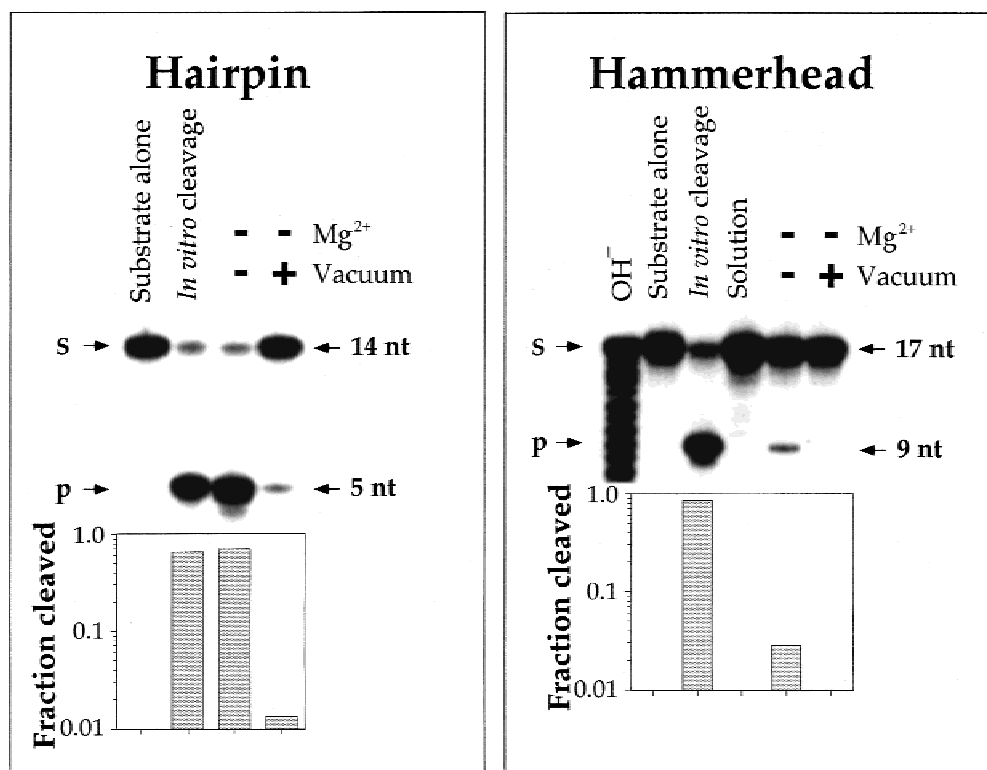 Hairpin
Substrate alone
In vitro cleavage
- - Mg²⁺
- + Vacuum
S → ← 14 nt
p → ← 5 nt
Fraction cleaved
1.0
0.1
0.01
Hammerhead
OH⁻
Substrate alone
In vitro cleavage
Solution
- - Mg²⁺
- + Vacuum
S → ← 17 nt
p → ← 9 nt
Fraction cleaved
1.0
0.1
0.01